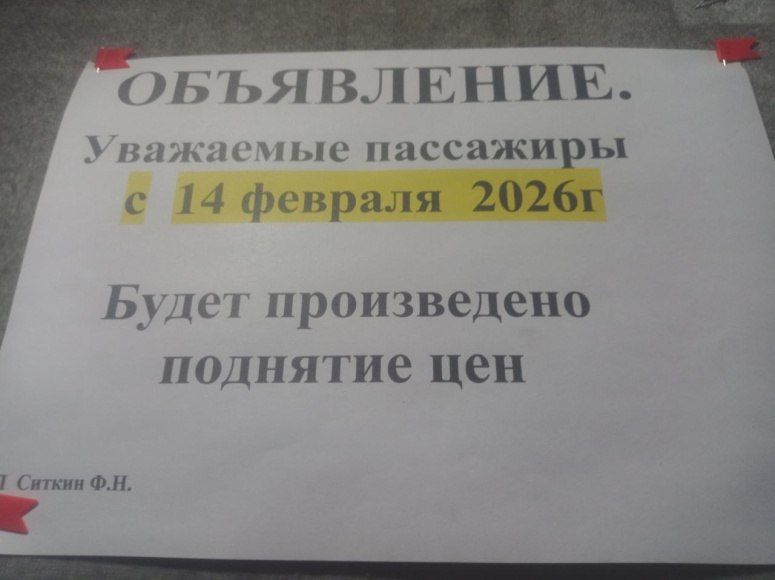 ОБЪЯВЛЕНИЕ.
Уважаемые пассажиры
с 14 февраля 2026г
Будет произведено
поднятие цен
Ситкин Ф.Н.